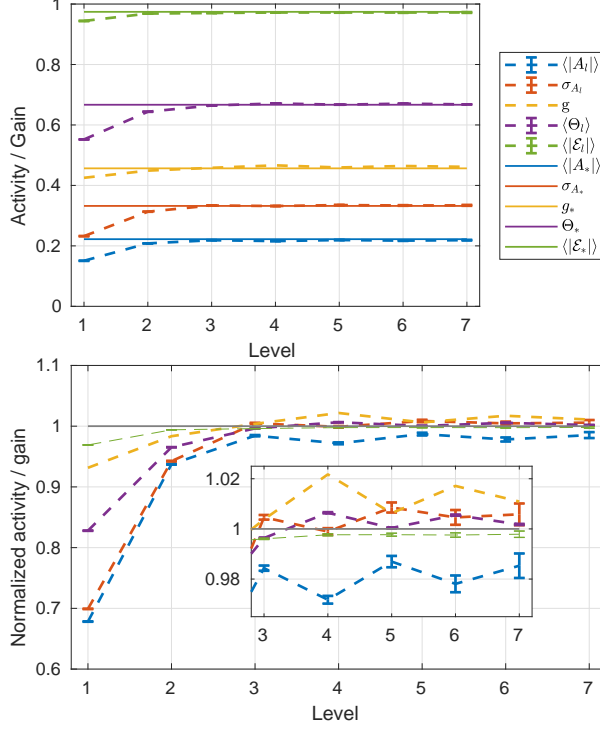 1
0.8
0.6
0.4
0.2
0
Activity / Gain
1 2 3 4 5 6 7
Level
⟨|A_l|⟩
σ_{A_l}
g
⟨Θ_l⟩
⟨|ℰ_l|⟩
⟨|A_*|⟩
σ_{A_*}
g_*
Θ_*
⟨|ℰ_*|⟩
1.1
1
0.9
0.8
0.7
0.6
Normalized activity / gain
1.02
1
0.98
3 4 5 6 7
1 2 3 4 5 6 7
Level